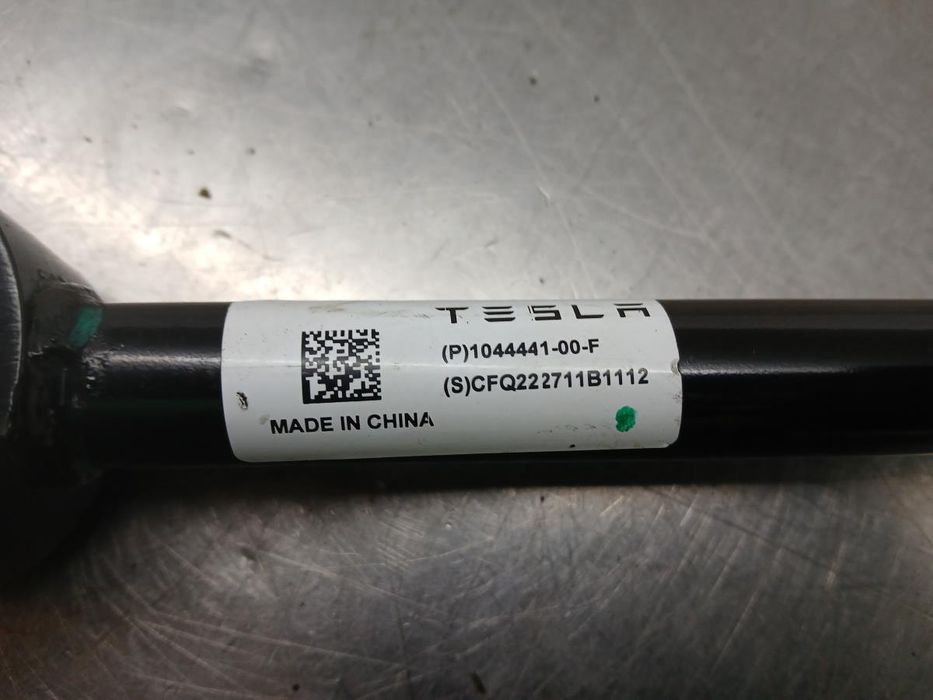 TESLA
(P)1044441-00-F
(S)CFQ222711B1112
MADE IN CHINA